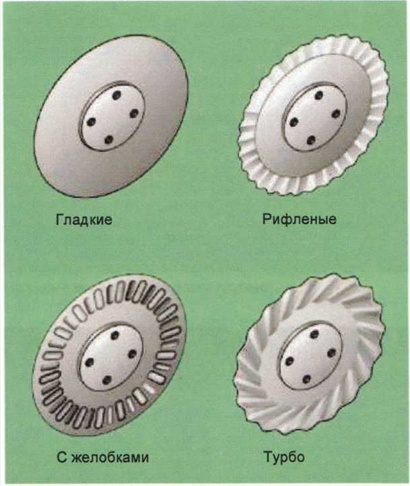 Гладкие
Рифленые
С желобками
Турбо